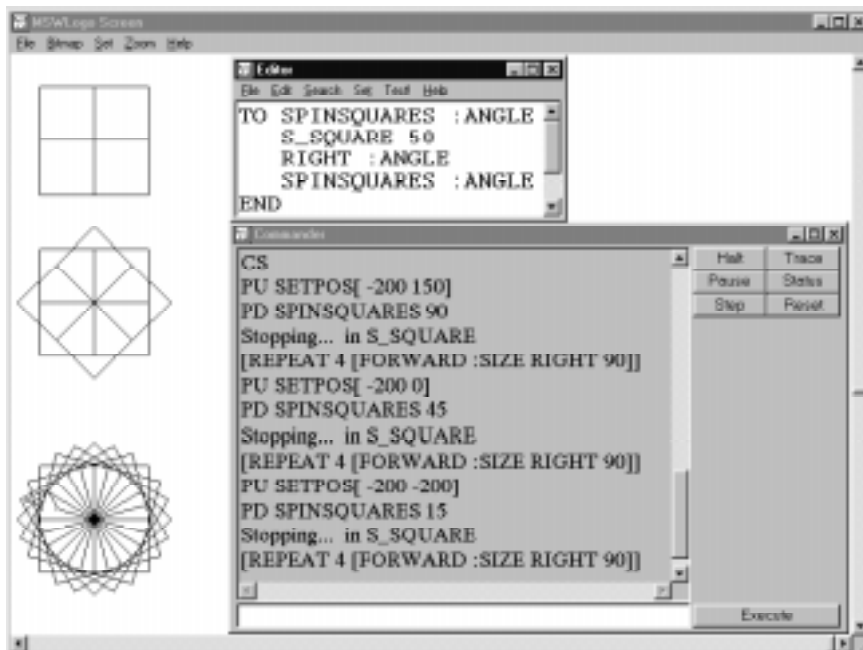 MSWLogo Screen
File Bitmap Set Zoom Help
Editor
File Edit Search Set Test! Help
TO SPINSQUARES :ANGLE
S_SQUARE 50
RIGHT :ANGLE
SPINSQUARES :ANGLE
END
Commander
CS
PU SETPOS[ -200 150]
PD SPINSQUARES 90
Stopping... in S_SQUARE
[REPEAT 4 [FORWARD :SIZE RIGHT 90]]
PU SETPOS[ -200 0]
PD SPINSQUARES 45
Stopping... in S_SQUARE
[REPEAT 4 [FORWARD :SIZE RIGHT 90]]
PU SETPOS[ -200 -200]
PD SPINSQUARES 15
Stopping... in S_SQUARE
[REPEAT 4 [FORWARD :SIZE RIGHT 90]]
Halt Trace
Pause Status
Step Reset
Execute